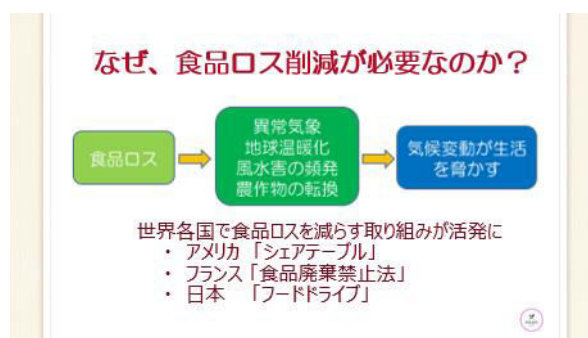 なぜ、食品ロス削減が必要なのか？
食品ロス
異常気象
地球温暖化
風水害の頻発
農作物の転換
気候変動が生活
を脅かす
世界各国で食品ロスを減らす取り組みが活発に
・ アメリカ 「シェアテーブル」
・ フランス 「食品廃棄禁止法」
・ 日本 「フードドライブ」